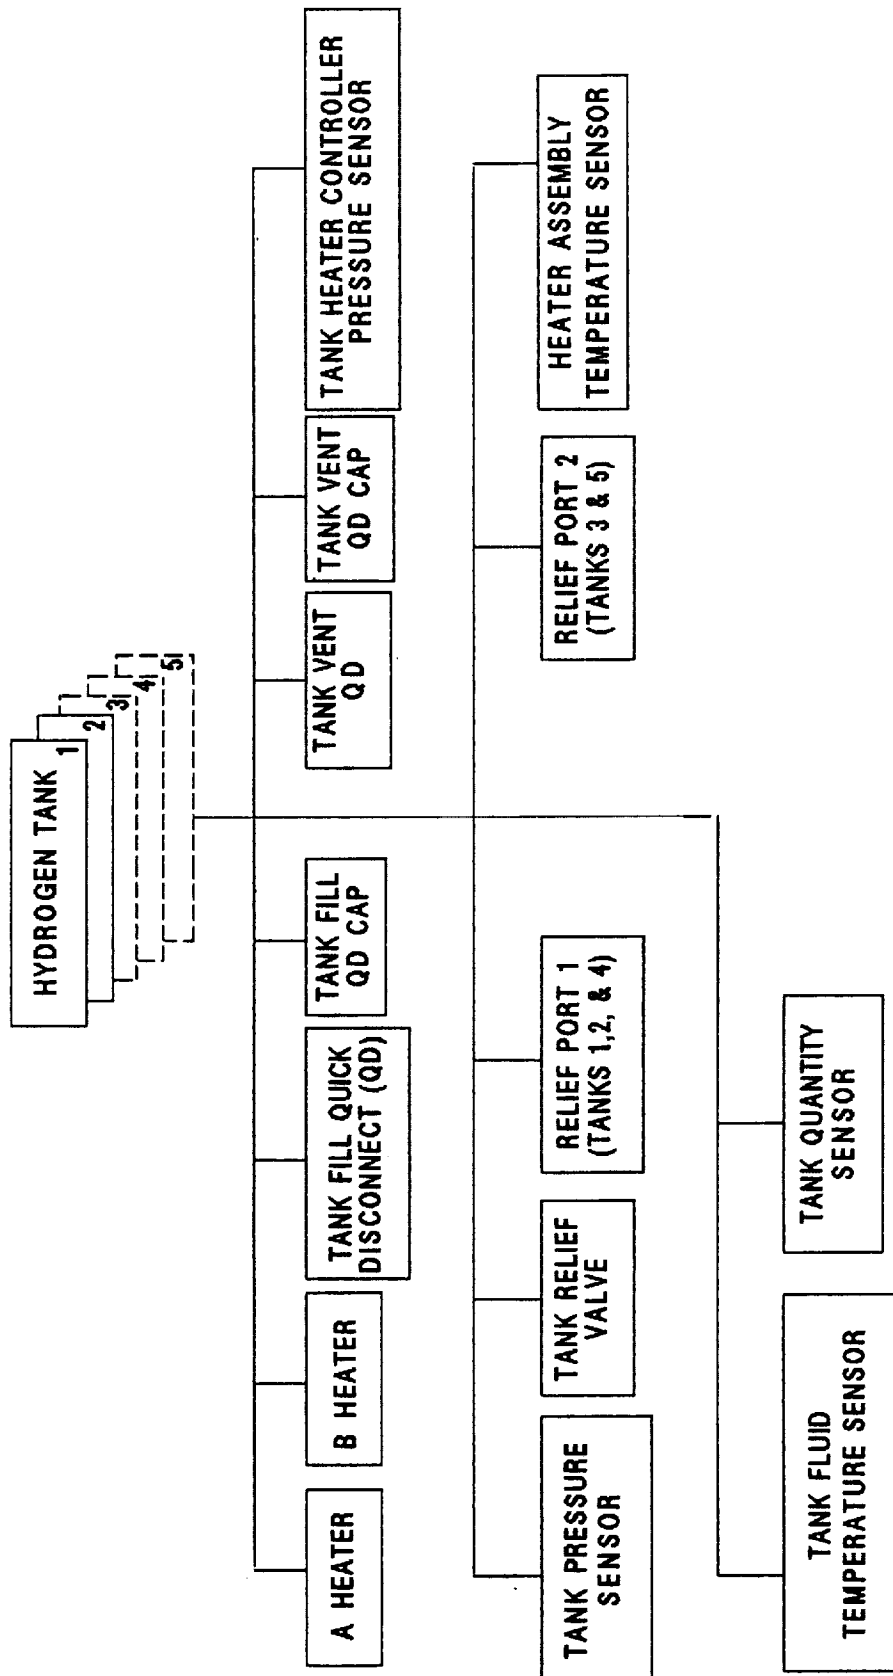 HYDROGEN TANK
1
2
3
4
5
A HEATER
B HEATER
TANK FILL QUICK
DISCONNECT (QD)
TANK FILL
QD CAP
TANK VENT
QD
TANK VENT
QD CAP
TANK HEATER CONTROLLER
PRESSURE SENSOR
TANK PRESSURE
SENSOR
TANK RELIEF
VALVE
RELIEF PORT 1
(TANKS 1,2, & 4)
RELIEF PORT 2
(TANKS 3 & 5)
HEATER ASSEMBLY
TEMPERATURE SENSOR
TANK FLUID
TEMPERATURE SENSOR
TANK QUANTITY
SENSOR